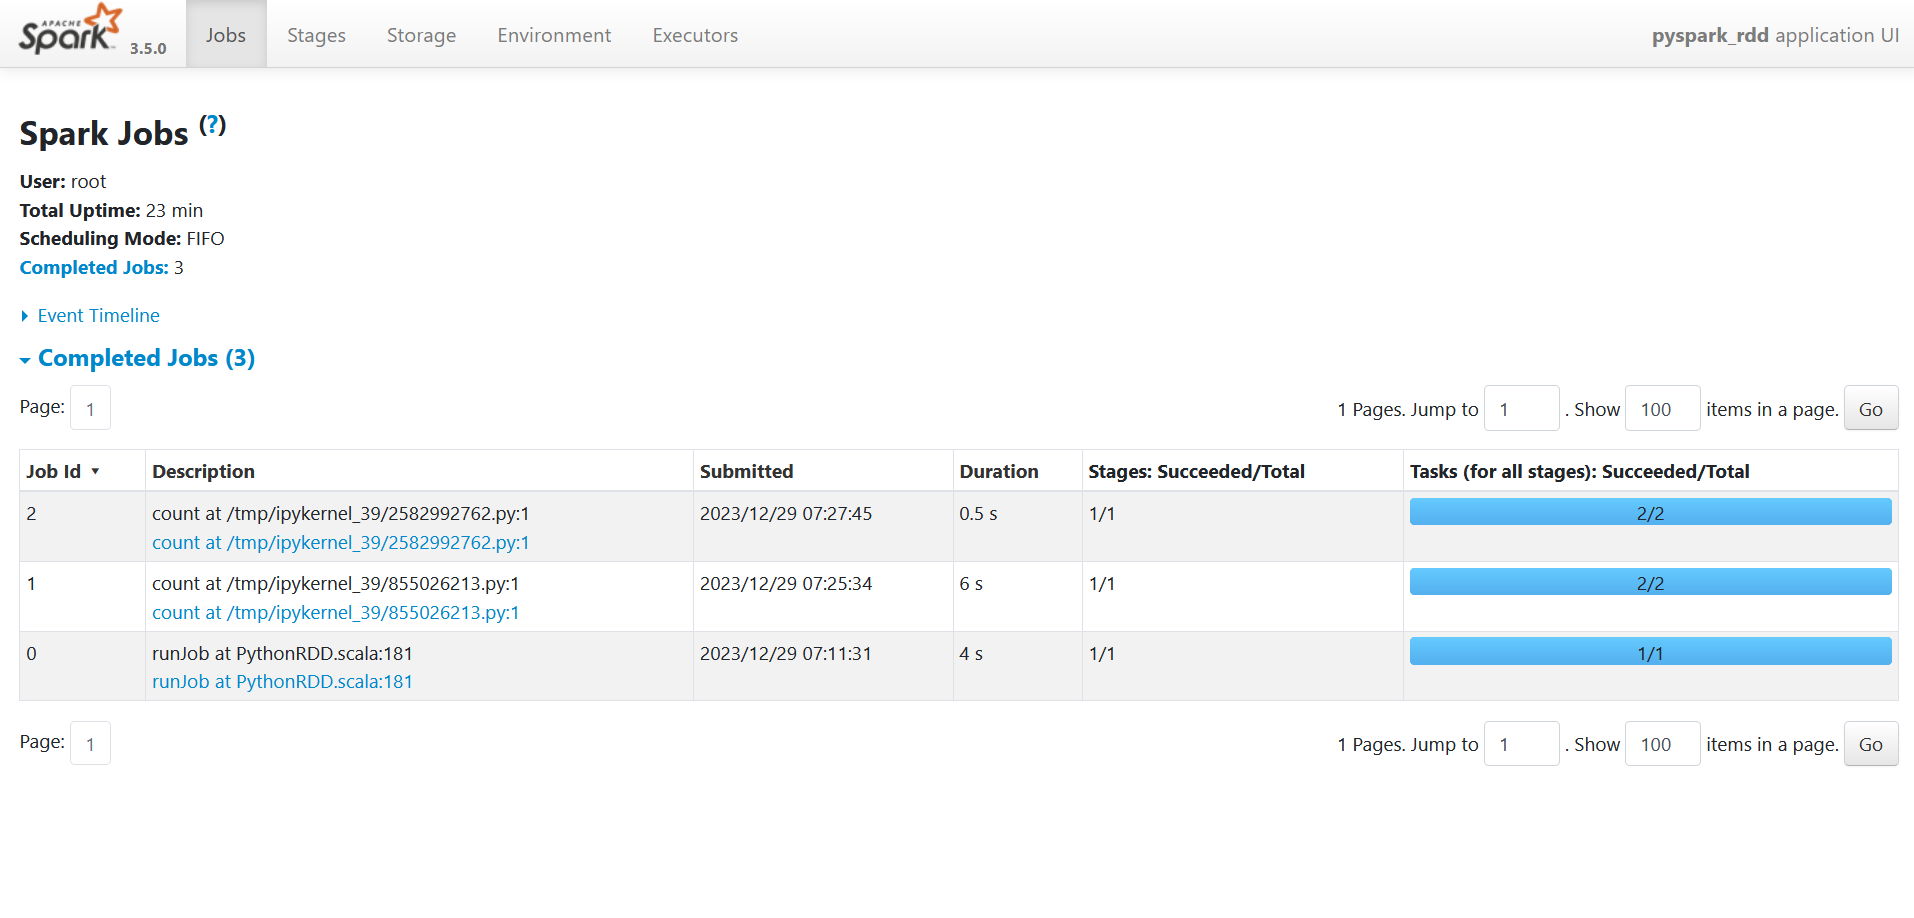 APACHE
Spark 3.5.0 Jobs Stages Storage Environment Executors pyspark_rdd application UI
Spark Jobs (?)
User: root
Total Uptime: 23 min
Scheduling Mode: FIFO
Completed Jobs: 3
Event Timeline
Completed Jobs (3)
Page: 1 1 Pages. Jump to 1 . Show 100 items in a page. Go
Job Id ▾ Description Submitted Duration Stages: Succeeded/Total Tasks (for all stages): Succeeded/Total
2 count at /tmp/ipykernel_39/2582992762.py:1 2023/12/29 07:27:45 0.5 s 1/1 2/2
count at /tmp/ipykernel_39/2582992762.py:1
1 count at /tmp/ipykernel_39/855026213.py:1 2023/12/29 07:25:34 6 s 1/1 2/2
count at /tmp/ipykernel_39/855026213.py:1
0 runJob at PythonRDD.scala:181 2023/12/29 07:11:31 4 s 1/1 1/1
runJob at PythonRDD.scala:181
Page: 1 1 Pages. Jump to 1 . Show 100 items in a page. Go